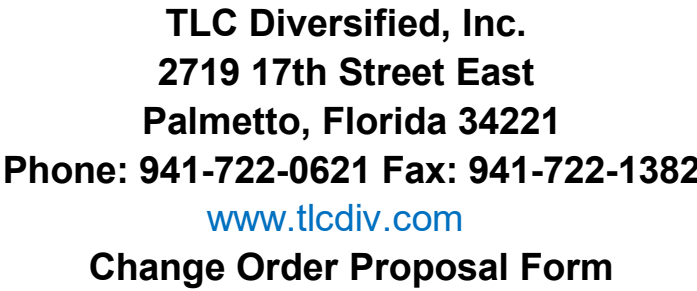 TLC Diversified, Inc.
2719 17th Street East
Palmetto, Florida 34221
Phone: 941-722-0621 Fax: 941-722-1382
www.tlcdiv.com
Change Order Proposal Form